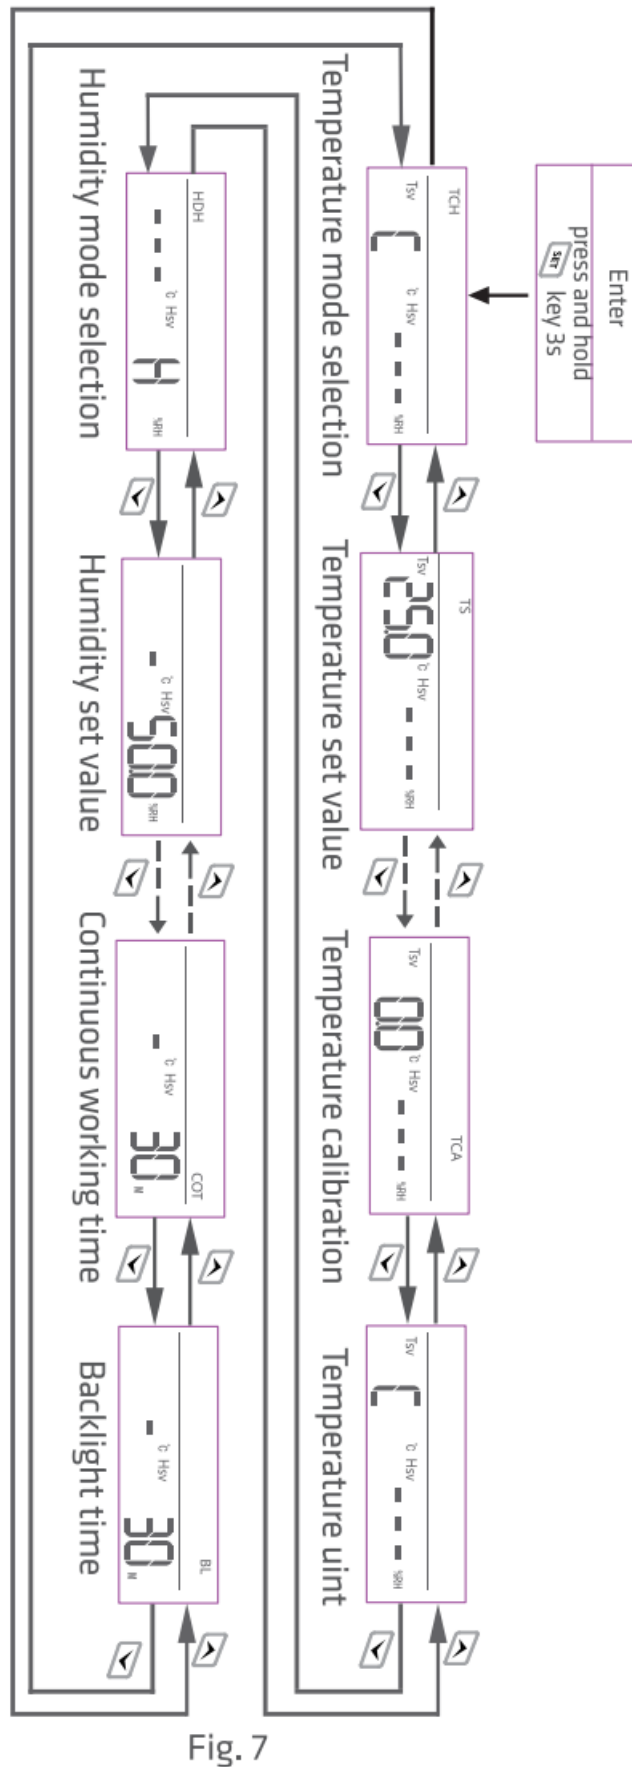 Enter
press and hold
SET key 3s
TCH
Tsv C ℃ Hsv --- %RH
Temperature mode selection
TS
Tsv 25.0 ℃ Hsv --- %RH
Temperature set value
TCA
Tsv 0.0 ℃ Hsv --- %RH
Temperature calibration
Tsv C ℃ Hsv --- %RH
Temperature uint
HDH
--- ℃ Hsv H %RH
Humidity mode selection
- ℃ Hsv 50.0 %RH
Humidity set value
COT
- ℃ Hsv 30 M
Continuous working time
BL
- ℃ Hsv 30 M
Backlight time
Fig. 7